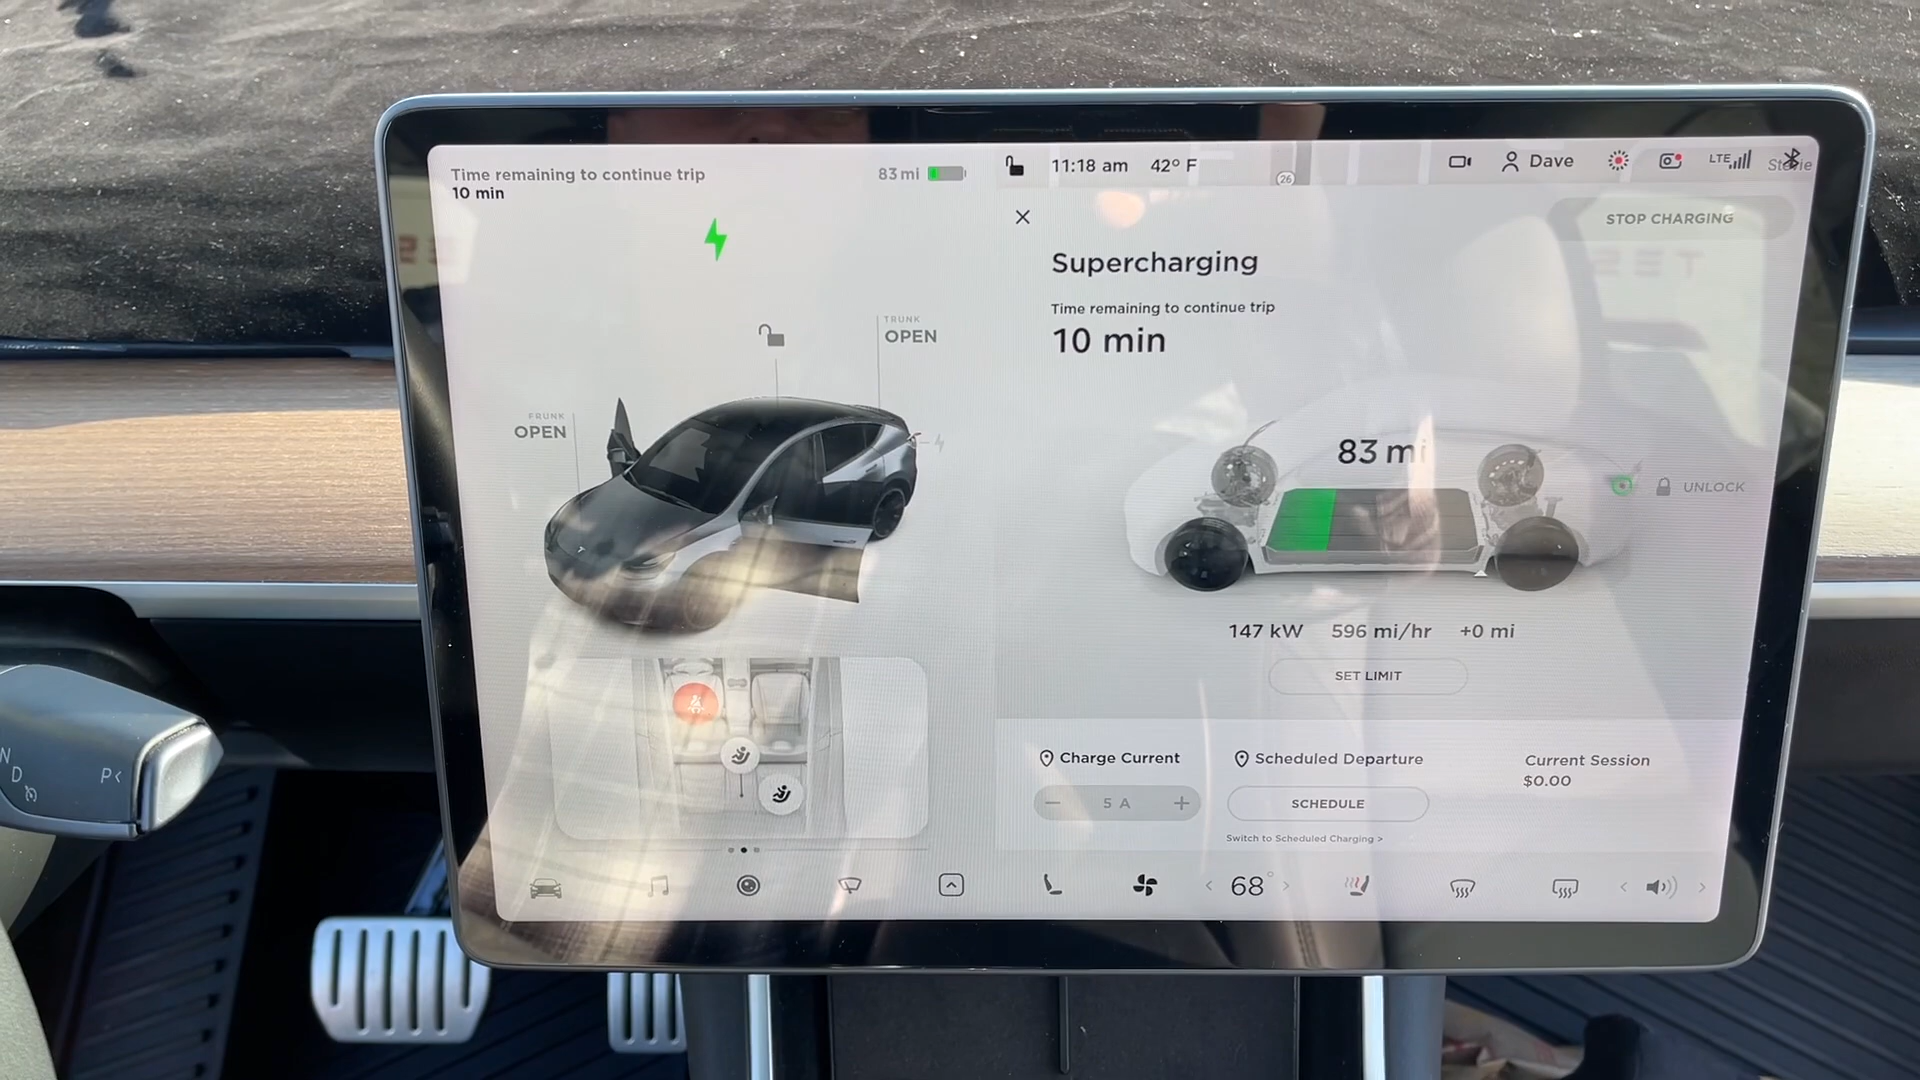 Time remaining to continue trip
10 min
83 mi
11:18 am 42° F
26
Dave
LTE
STOP CHARGING
Supercharging
Time remaining to continue trip
10 min
TRUNK
OPEN
FRUNK
OPEN
83 mi
UNLOCK
147 kW 596 mi/hr +0 mi
SET LIMIT
Charge Current
− 5 A +
Scheduled Departure
SCHEDULE
Switch to Scheduled Charging >
Current Session
$0.00
< 68° >
N
D
P<